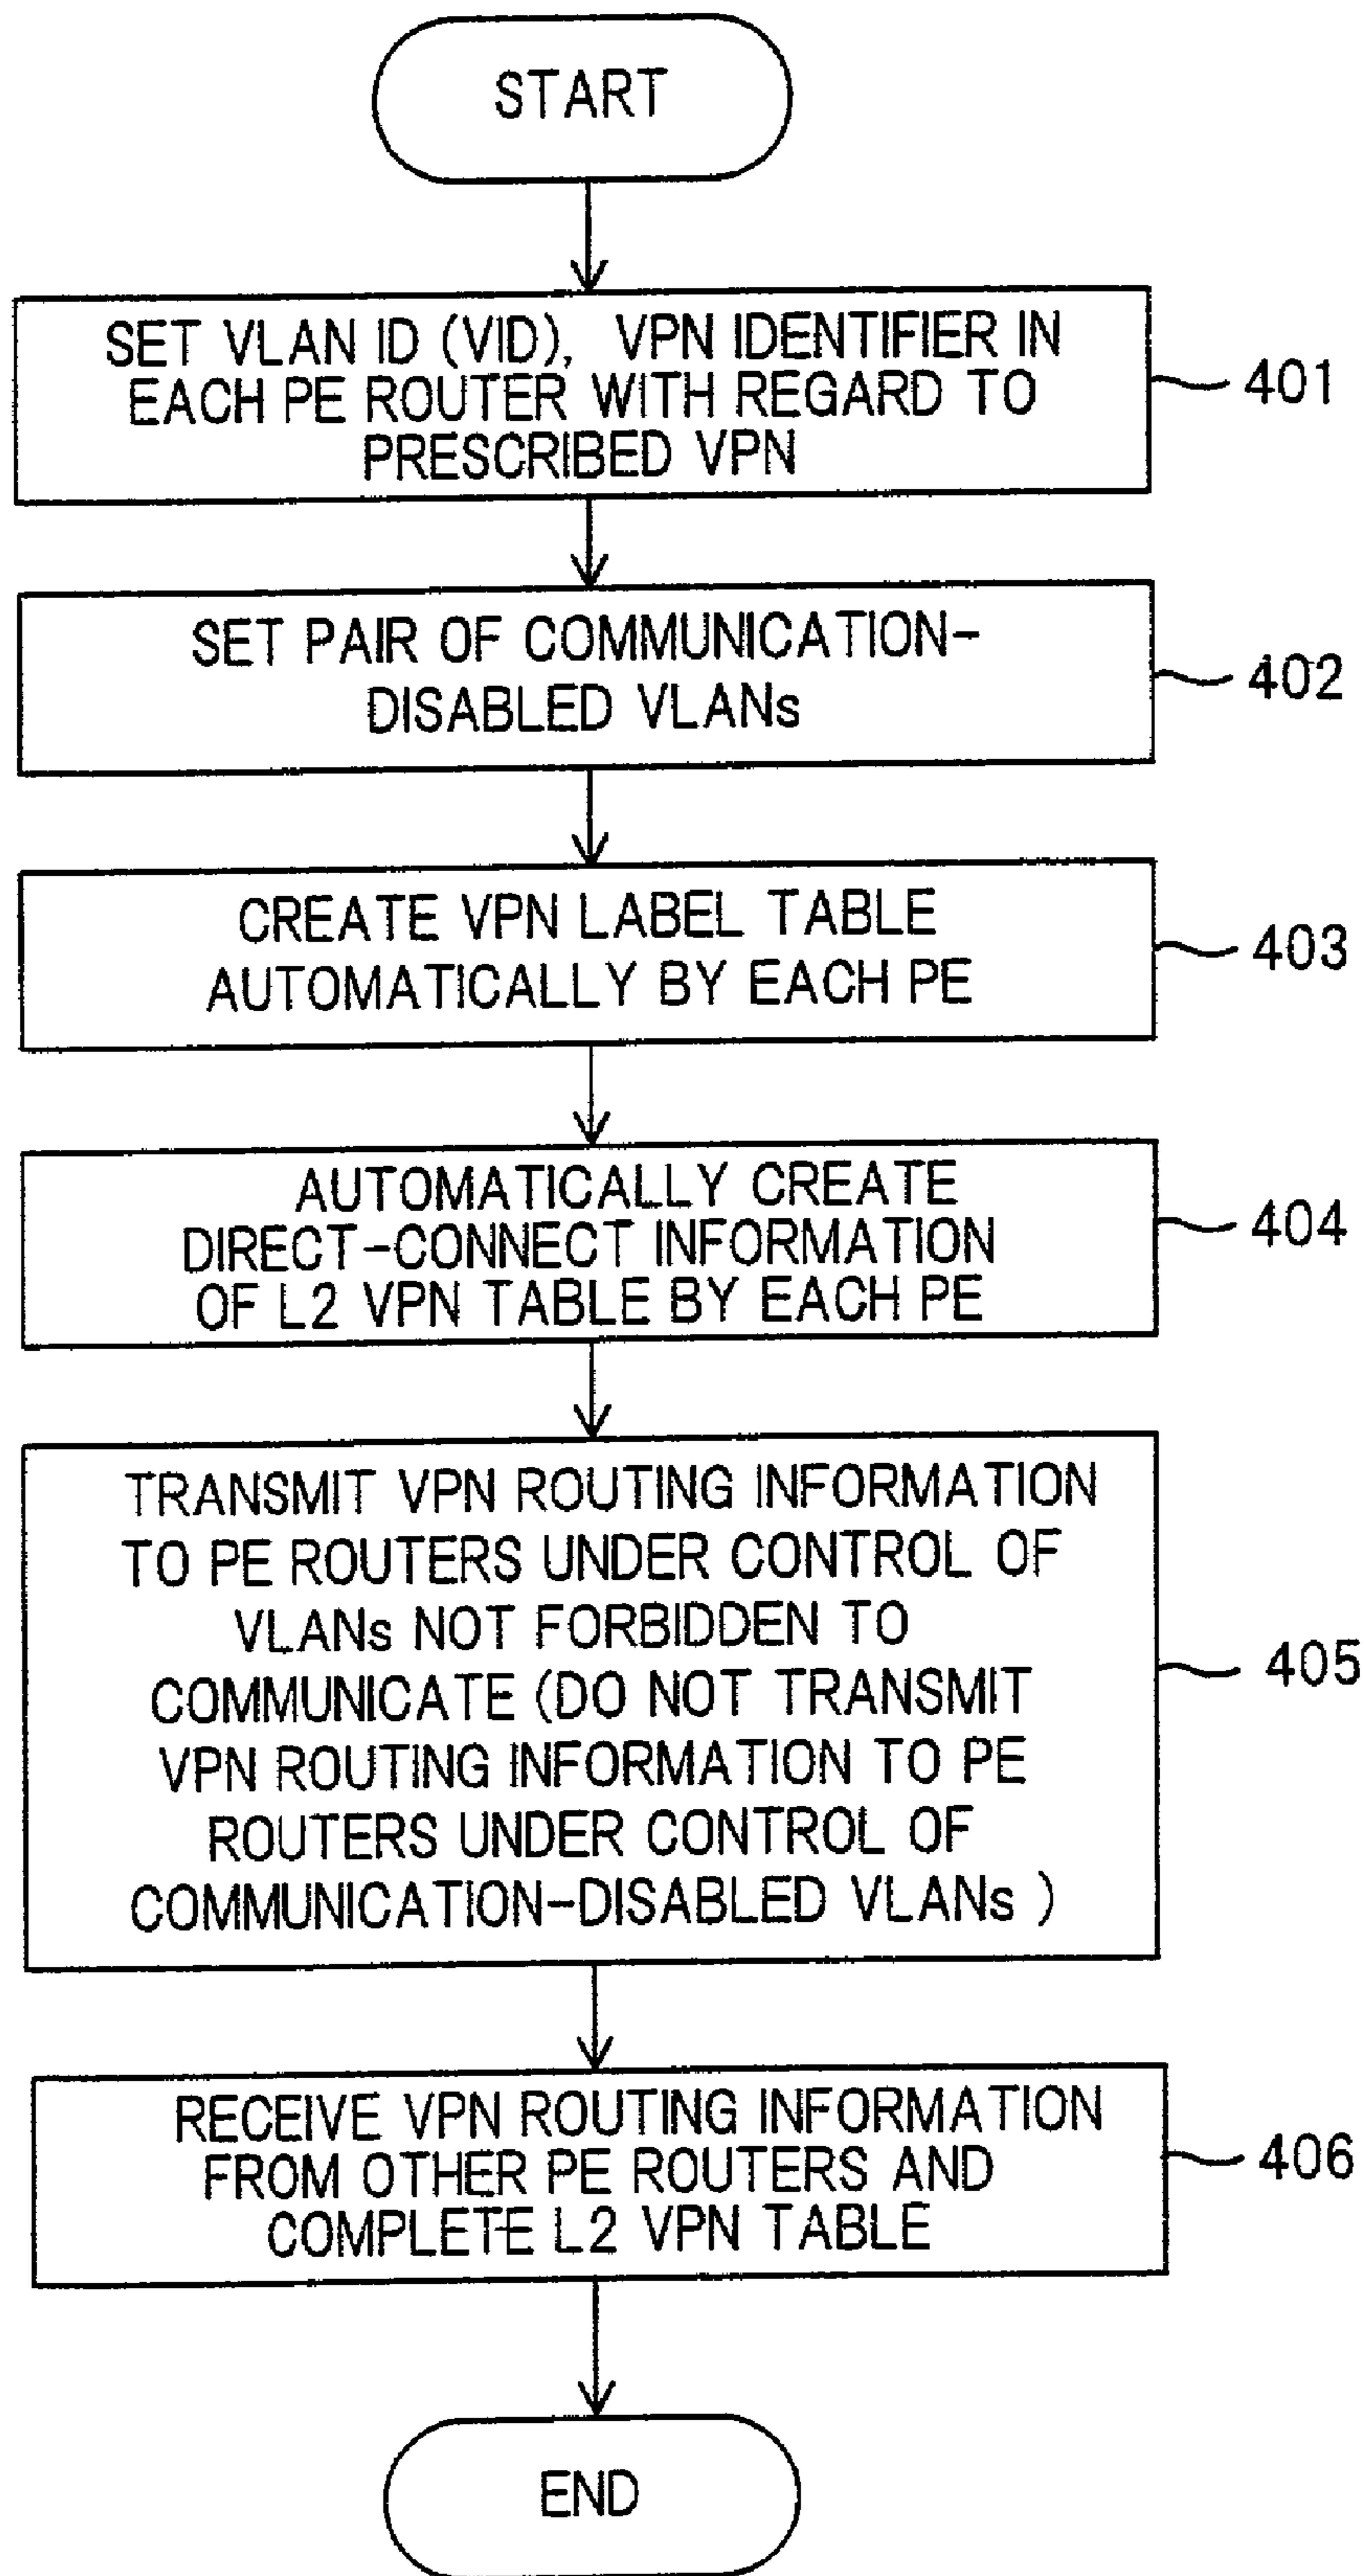 START
SET VLAN ID (VID), VPN IDENTIFIER IN
EACH PE ROUTER WITH REGARD TO
PRESCRIBED VPN
401
SET PAIR OF COMMUNICATION-
DISABLED VLANs
402
CREATE VPN LABEL TABLE
AUTOMATICALLY BY EACH PE
403
AUTOMATICALLY CREATE
DIRECT-CONNECT INFORMATION
OF L2 VPN TABLE BY EACH PE
404
TRANSMIT VPN ROUTING INFORMATION
TO PE ROUTERS UNDER CONTROL OF
VLANs NOT FORBIDDEN TO
COMMUNICATE (DO NOT TRANSMIT
VPN ROUTING INFORMATION TO PE
ROUTERS UNDER CONTROL OF
COMMUNICATION-DISABLED VLANs )
405
RECEIVE VPN ROUTING INFORMATION
FROM OTHER PE ROUTERS AND
COMPLETE L2 VPN TABLE
406
END